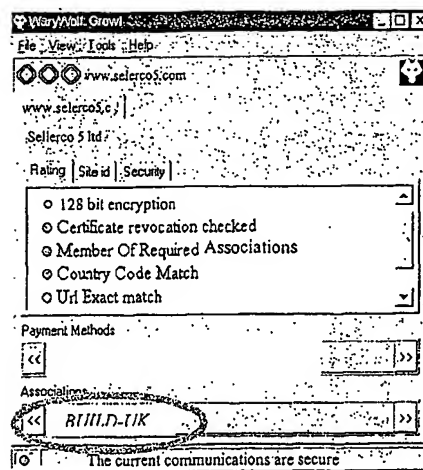 WaryWolf: Growl
File View Tools Help
www.selerco5.com
www.selerco5.c
Sellerco 5 ltd
Rating Site id Security
128 bit encryption
Certificate revocation checked
Member Of Required Associations
Country Code Match
Url Exact match
Payment Methods
<< >>
Associations
<< BUILD-UK >>
The current communications are secure